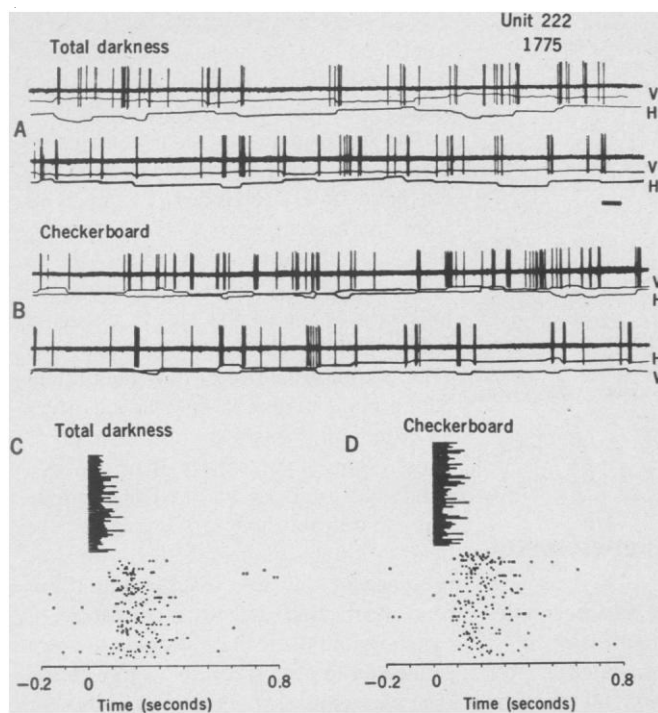 Unit 222
Total darkness 1775
V
H
A
V
H
Checkerboard
V
H
B
H
V
C Total darkness D Checkerboard
-0.2 0 0.8 -0.2 0 0.8
Time (seconds) Time (seconds)